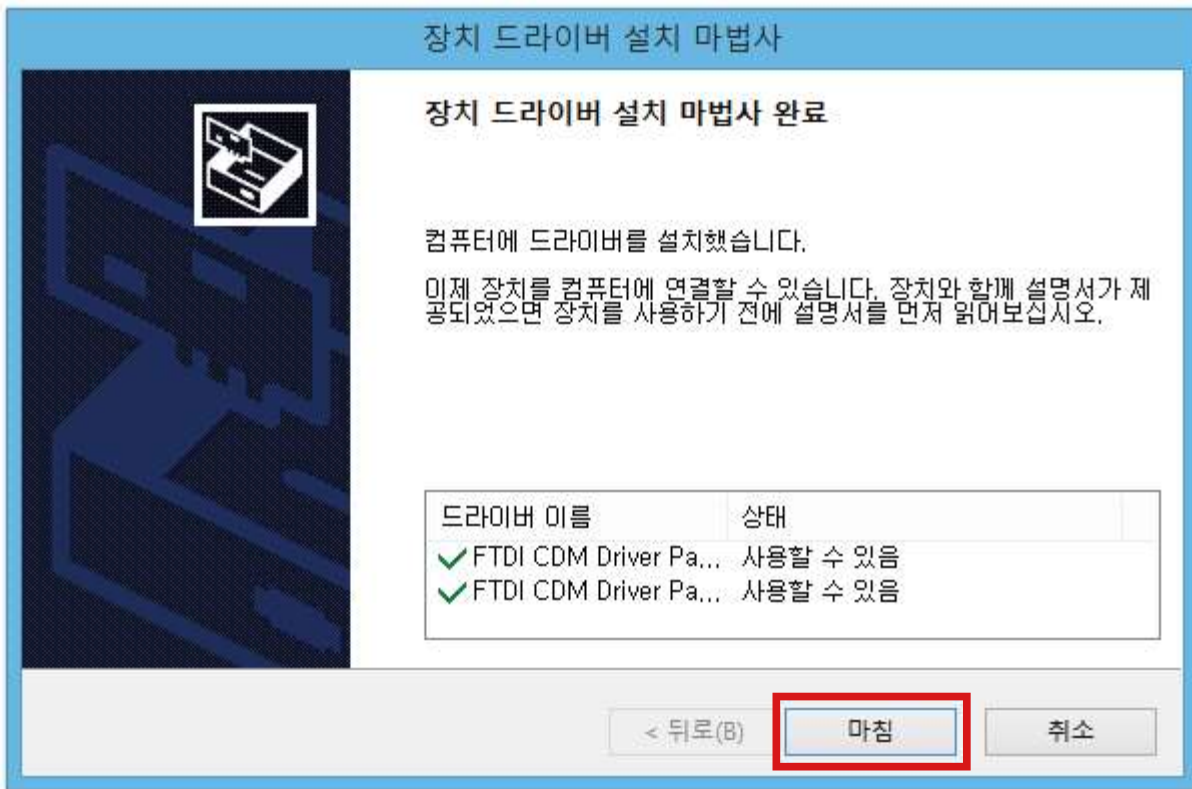 장치 드라이버 설치 마법사
장치 드라이버 설치 마법사 완료
컴퓨터에 드라이버를 설치했습니다.
이제 장치를 컴퓨터에 연결할 수 있습니다. 장치와 함께 설명서가 제
공되었으면 장치를 사용하기 전에 설명서를 먼저 읽어보십시오.
드라이버 이름 상태
FTDI CDM Driver Pa... 사용할 수 있음
FTDI CDM Driver Pa... 사용할 수 있음
< 뒤로(B) 마침 취소